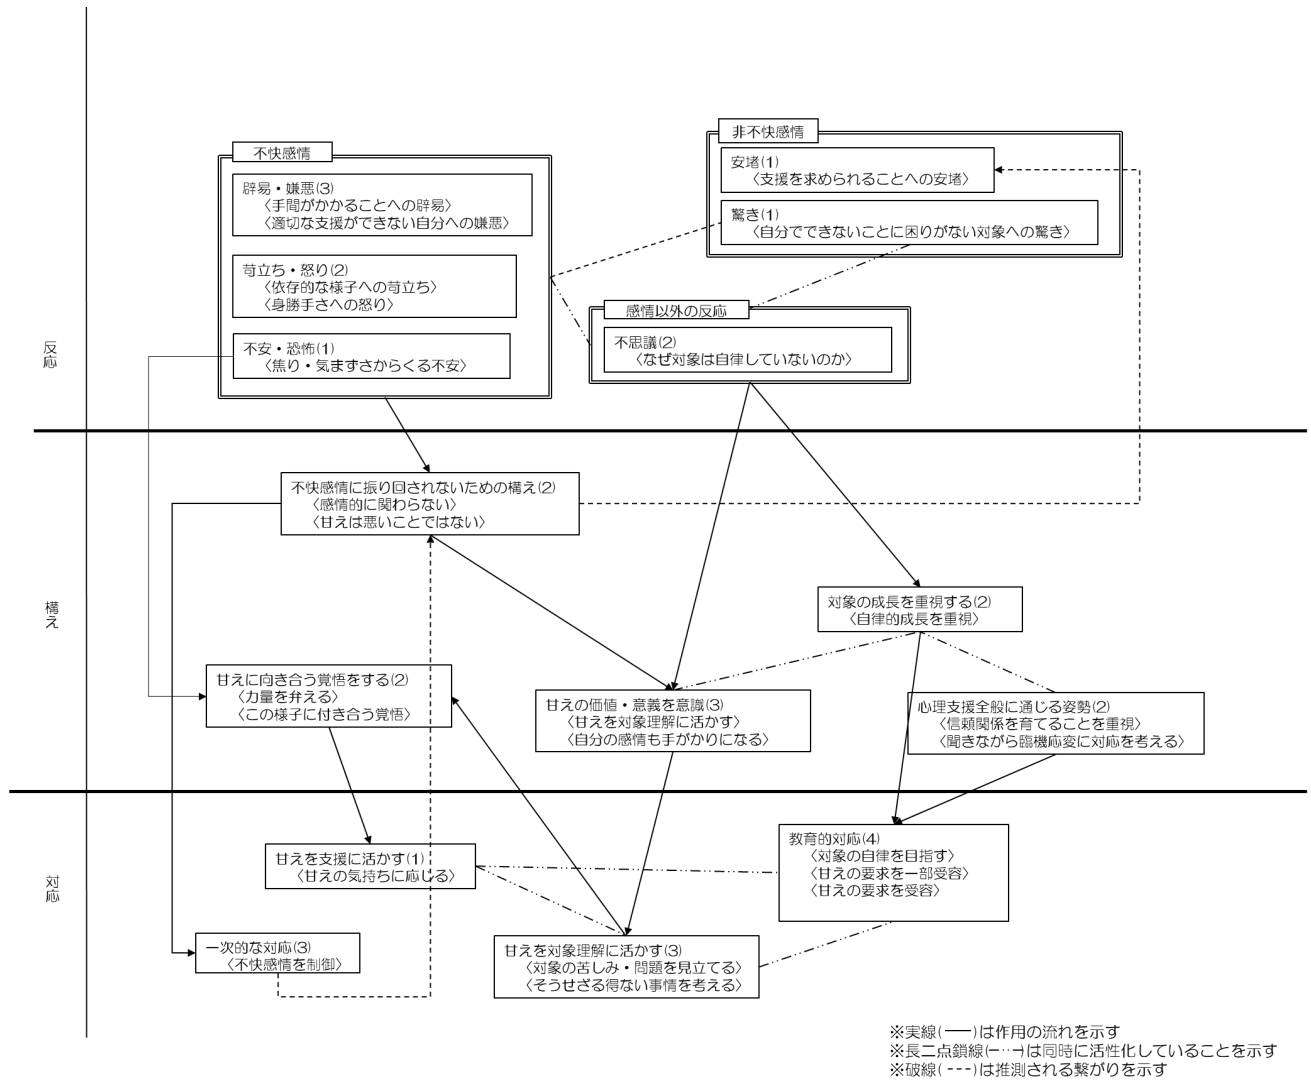 反応
不快感情
辟易・嫌悪(3)
〈手間がかかることへの辟易〉
〈適切な支援ができない自分への嫌悪〉
苛立ち・怒り(2)
〈依存的な様子への苛立ち〉
〈身勝手さへの怒り〉
不安・恐怖(1)
〈焦り・気まずさからくる不安〉
非不快感情
安堵(1)
〈支援を求められることへの安堵〉
驚き(1)
〈自分でできないことに困りがない対象への驚き〉
感情以外の反応
不思議(2)
〈なぜ対象は自律していないのか〉
構え
不快感情に振り回されないための構え(2)
〈感情的に関わらない〉
〈甘えは悪いことではない〉
対象の成長を重視する(2)
〈自律的成長を重視〉
甘えに向き合う覚悟をする(2)
〈力量を弁える〉
〈この様子に付き合う覚悟〉
甘えの価値・意義を意識(3)
〈甘えを対象理解に活かす〉
〈自分の感情も手がかりになる〉
心理支援全般に通じる姿勢(2)
〈信頼関係を育てることを重視〉
〈聞きながら臨機応変に対応を考える〉
対応
甘えを支援に活かす(1)
〈甘えの気持ちに応じる〉
教育的対応(4)
〈対象の自律を目指す〉
〈甘えの要求を一部受容〉
〈甘えの要求を受容〉
一次的な対応(3)
〈不快感情を制御〉
甘えを対象理解に活かす(3)
〈対象の苦しみ・問題を見立てる〉
〈そうせざる得ない事情を考える〉
※実線(──)は作用の流れを示す
※長二点鎖線(─‥─)は同時に活性化していることを示す
※破線(---)は推測される繋がりを示す